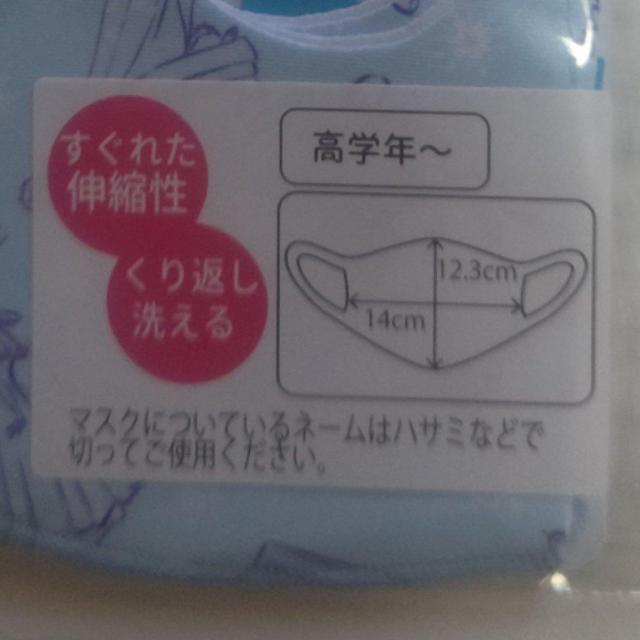 すぐれた
伸縮性
くり返し
洗える
高学年～
12.3cm
14cm
マスクについているネームはハサミなどで
切ってご使用ください。